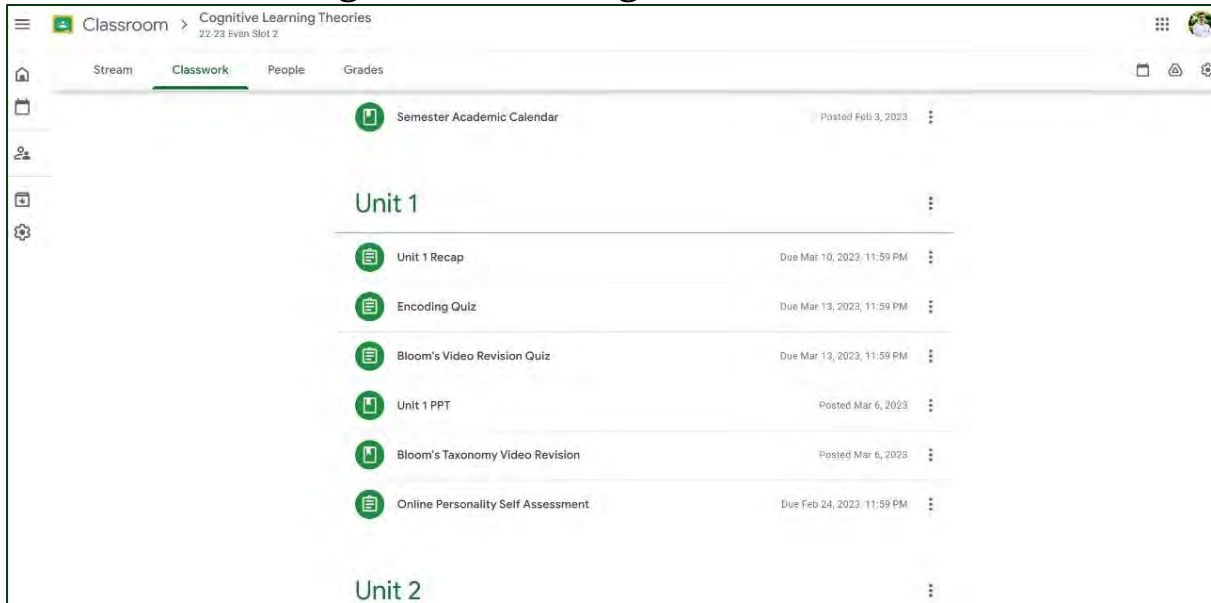 Classroom > Cognitive Learning Theories
22-23 Even Slot 2
Stream Classwork People Grades
Semester Academic Calendar Posted Feb 3, 2023
Unit 1
Unit 1 Recap Due Mar 10, 2023, 11:59 PM
Encoding Quiz Due Mar 13, 2023, 11:59 PM
Bloom's Video Revision Quiz Due Mar 13, 2023, 11:59 PM
Unit 1 PPT Posted Mar 6, 2023
Bloom's Taxonomy Video Revision Posted Mar 6, 2023
Online Personality Self Assessment Due Feb 24, 2023, 11:59 PM
Unit 2